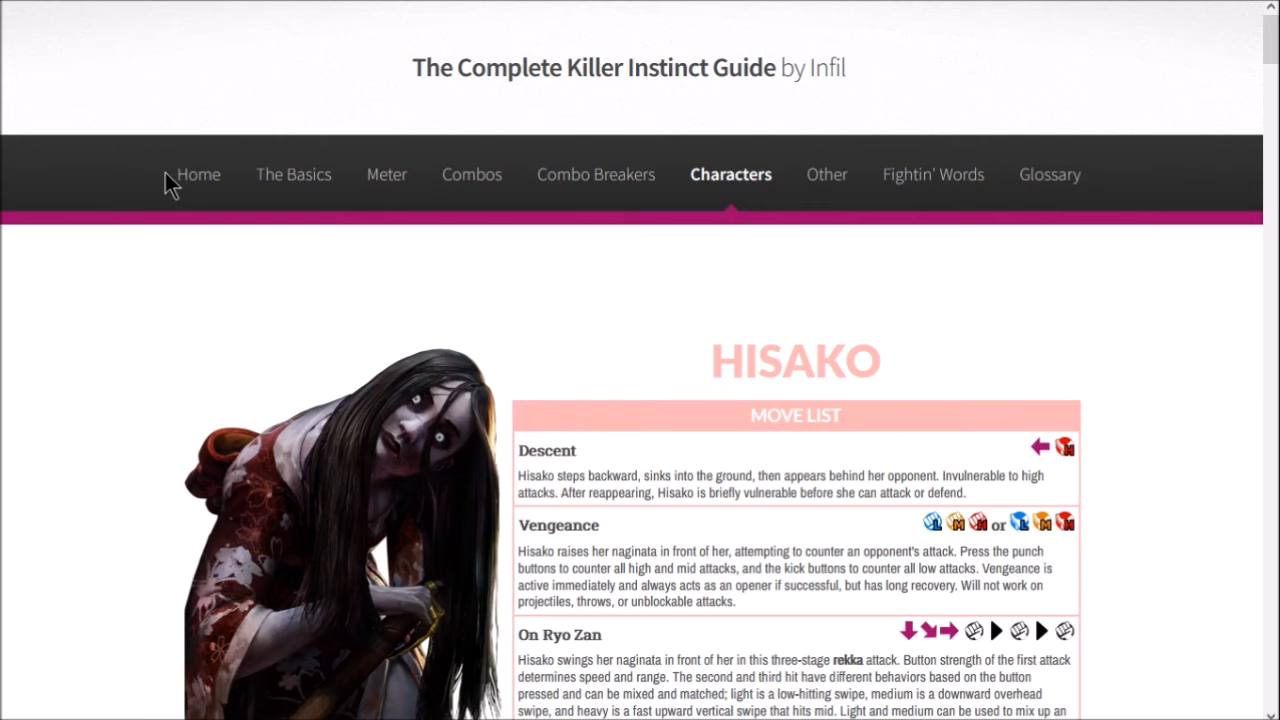 The Complete Killer Instinct Guide by Infil
Home The Basics Meter Combos Combo Breakers Characters Other Fightin' Words Glossary
HISAKO
MOVE LIST
Descent
H
Hisako steps backward, sinks into the ground, then appears behind her opponent. Invulnerable to high
attacks. After reappearing, Hisako is briefly vulnerable before she can attack or defend.
Vengeance
L M H or L M H
Hisako raises her naginata in front of her, attempting to counter an opponent's attack. Press the punch
buttons to counter all high and mid attacks, and the kick buttons to counter all low attacks. Vengeance is
active immediately and always acts as an opener if successful, but has long recovery. Will not work on
projectiles, throws, or unblockable attacks.
On Ryo Zan
Hisako swings her naginata in front of her in this three-stage rekka attack. Button strength of the first attack
determines speed and range. The second and third hit have different behaviors based on the button
pressed and can be mixed and matched; light is a low-hitting swipe, medium is a downward overhead
swipe, and heavy is a fast upward vertical swipe that hits mid. Light and medium can be used to mix up an